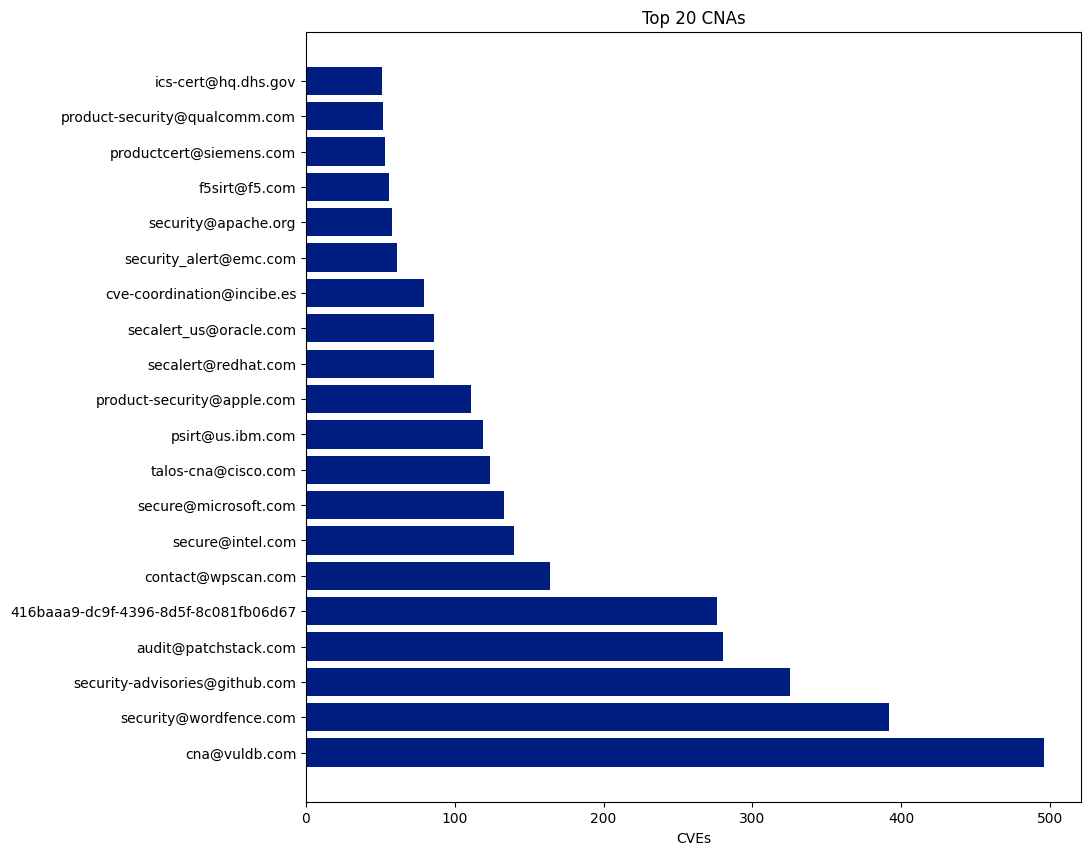 Top 20 CNAs
ics-cert@hq.dhs.gov
product-security@qualcomm.com
productcert@siemens.com
f5sirt@f5.com
security@apache.org
security_alert@emc.com
cve-coordination@incibe.es
secalert_us@oracle.com
secalert@redhat.com
product-security@apple.com
psirt@us.ibm.com
talos-cna@cisco.com
secure@microsoft.com
secure@intel.com
contact@wpscan.com
416baaa9-dc9f-4396-8d5f-8c081fb06d67
audit@patchstack.com
security-advisories@github.com
security@wordfence.com
cna@vuldb.com
0 100 200 300 400 500
CVEs